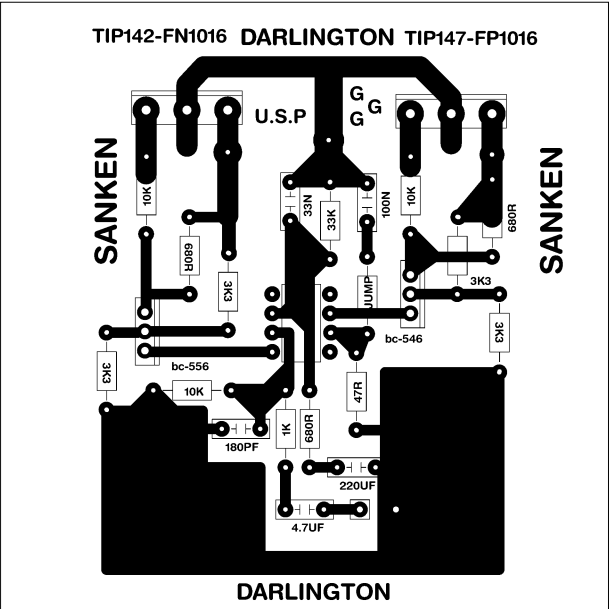 TIP142-FN1016 DARLINGTON TIP147-FP1016
U.S.P
G
G
G
SANKEN
SANKEN
10K
33N
33K
100N
10K
680R
680R
3K3
3K3
JUMP
bc-556
bc-546
3K3
3K3
10K
47R
1K
680R
180PF
220UF
4.7UF
DARLINGTON